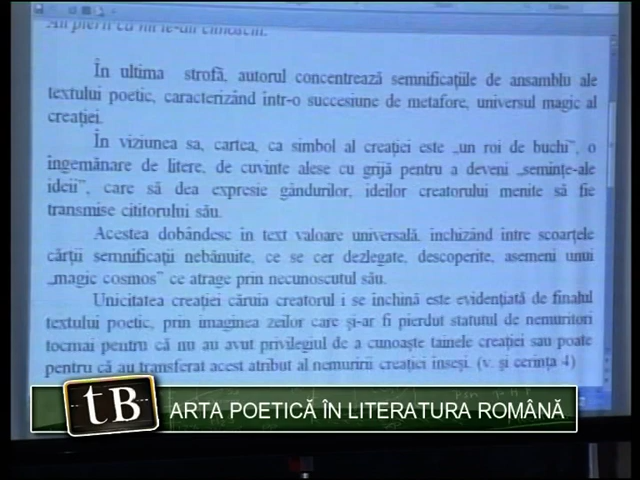 În ultima strofă, autorul concentrează semnificațiile de ansamblu ale
textului poetic, caracterizând intr-o succesiune de metafore, universul magic al
creației.
În viziunea sa, cartea, ca simbol al creației este „un roi de buchi", o
îngemănare de litere, de cuvinte alese cu grijă pentru a deveni „semințe-ale
ideii", care să dea expresie gândurilor, ideilor creatorului menite să fie
transmise cititorului său.
Acestea dobândesc in text valoare universală, inchizând între scoarțele
cărții semnificații nebănuite, ce se cer dezlegate, descoperite, asemeni unui
„magic cosmos" ce atrage prin necunoscutul său.
Unicitatea creației căruia creatorul i se inchină este evidențiată de finalul
textului poetic, prin imaginea zeilor care și-ar fi pierdut statutul de nemuritori
tocmai pentru că nu au avut privilegiul de a cunoaște tainele creației sau poate
pentru că au transferat acest atribut al nemuririi creației inseși. (v. și cerința 4)
tB ARTA POETICĂ ÎN LITERATURA ROMÂNĂ